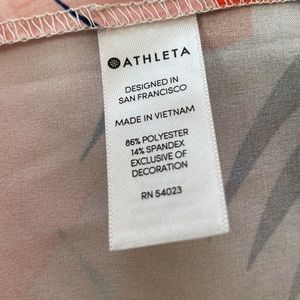 ATHLETA
DESIGNED IN
SAN FRANCISCO
MADE IN VIETNAM
86% POLYESTER
14% SPANDEX
EXCLUSIVE OF
DECORATION
RN 54023